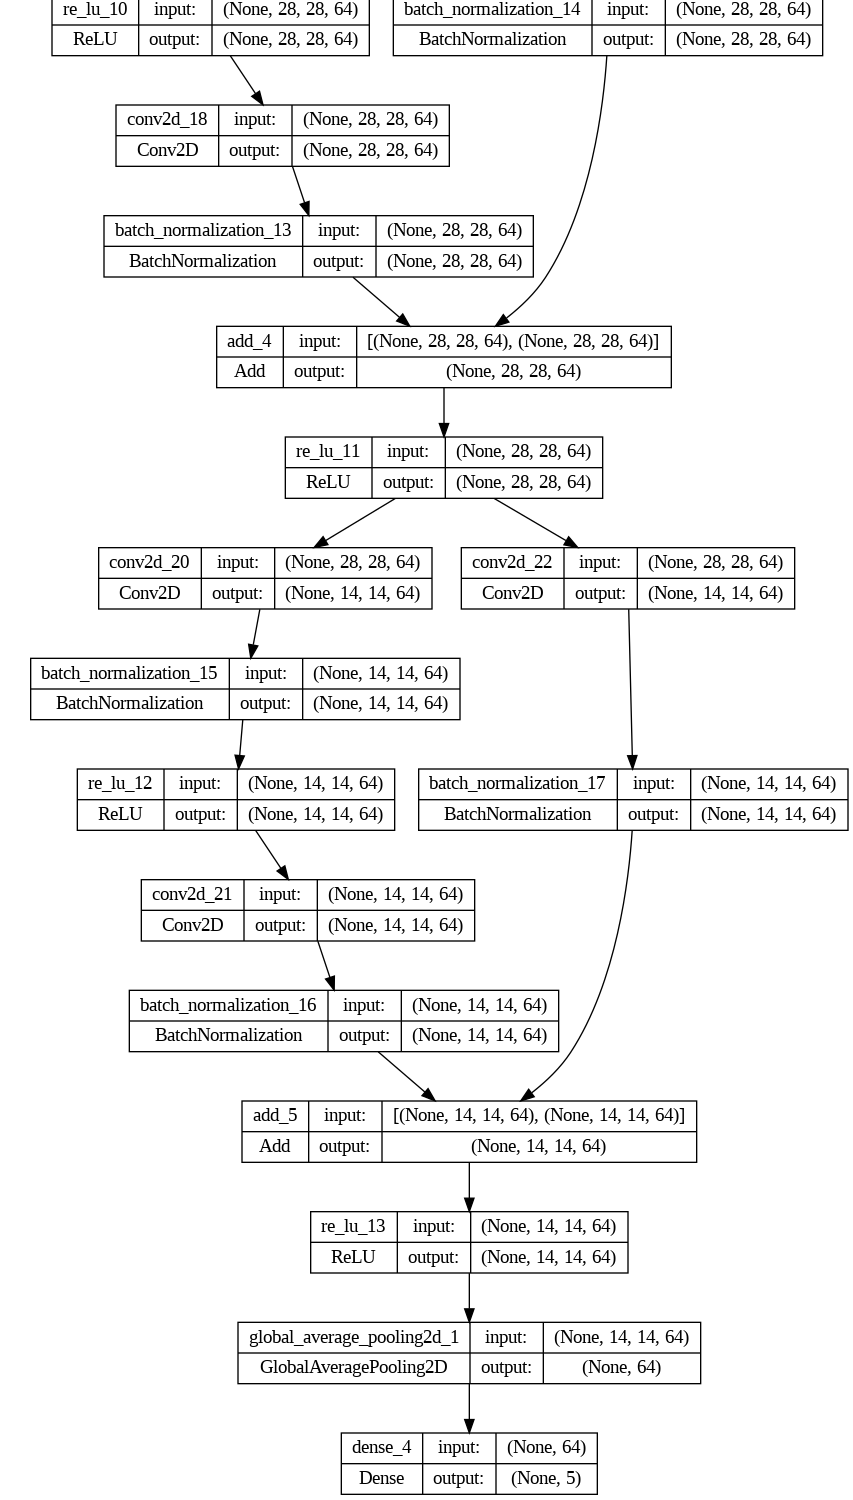 re_lu_10 input: (None, 28, 28, 64)
ReLU output: (None, 28, 28, 64)
batch_normalization_14 input: (None, 28, 28, 64)
BatchNormalization output: (None, 28, 28, 64)
conv2d_18 input: (None, 28, 28, 64)
Conv2D output: (None, 28, 28, 64)
batch_normalization_13 input: (None, 28, 28, 64)
BatchNormalization output: (None, 28, 28, 64)
add_4 input: [(None, 28, 28, 64), (None, 28, 28, 64)]
Add output: (None, 28, 28, 64)
re_lu_11 input: (None, 28, 28, 64)
ReLU output: (None, 28, 28, 64)
conv2d_20 input: (None, 28, 28, 64)
Conv2D output: (None, 14, 14, 64)
conv2d_22 input: (None, 28, 28, 64)
Conv2D output: (None, 14, 14, 64)
batch_normalization_15 input: (None, 14, 14, 64)
BatchNormalization output: (None, 14, 14, 64)
re_lu_12 input: (None, 14, 14, 64)
ReLU output: (None, 14, 14, 64)
batch_normalization_17 input: (None, 14, 14, 64)
BatchNormalization output: (None, 14, 14, 64)
conv2d_21 input: (None, 14, 14, 64)
Conv2D output: (None, 14, 14, 64)
batch_normalization_16 input: (None, 14, 14, 64)
BatchNormalization output: (None, 14, 14, 64)
add_5 input: [(None, 14, 14, 64), (None, 14, 14, 64)]
Add output: (None, 14, 14, 64)
re_lu_13 input: (None, 14, 14, 64)
ReLU output: (None, 14, 14, 64)
global_average_pooling2d_1 input: (None, 14, 14, 64)
GlobalAveragePooling2D output: (None, 64)
dense_4 input: (None, 64)
Dense output: (None, 5)